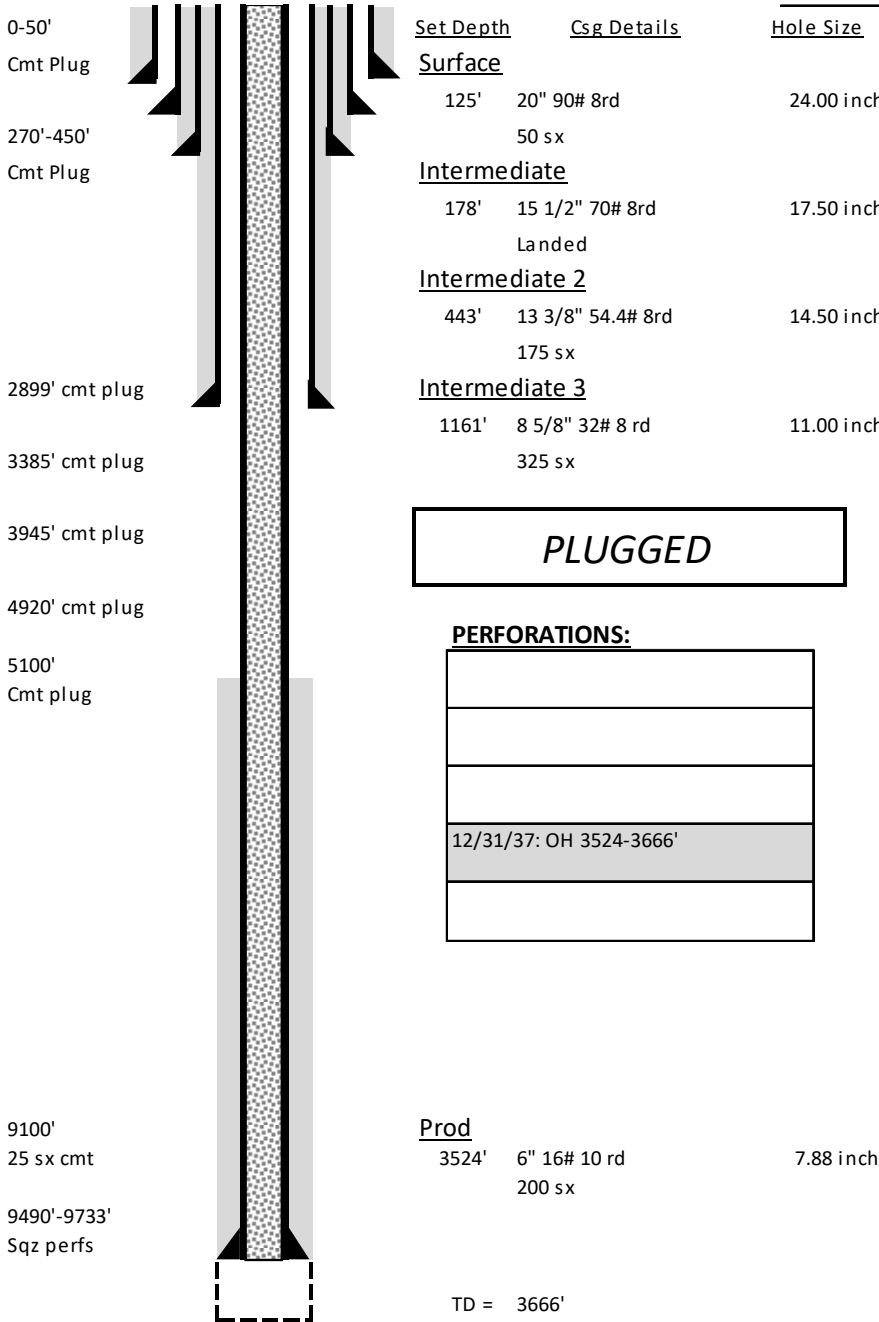 0-50'
Cmt Plug
270'-450'
Cmt Plug
2899' cmt plug
3385' cmt plug
3945' cmt plug
4920' cmt plug
5100'
Cmt plug
9100'
25 sx cmt
9490'-9733'
Sqz perfs
Set Depth Csg Details Hole Size
Surface
125' 20" 90# 8rd 24.00 inch
50 sx
Intermediate
178' 15 1/2" 70# 8rd 17.50 inch
Landed
Intermediate 2
443' 13 3/8" 54.4# 8rd 14.50 inch
175 sx
Intermediate 3
1161' 8 5/8" 32# 8 rd 11.00 inch
325 sx
PLUGGED
PERFORATIONS:
12/31/37: OH 3524-3666'
Prod
3524' 6" 16# 10 rd 7.88 inch
200 sx
TD = 3666'